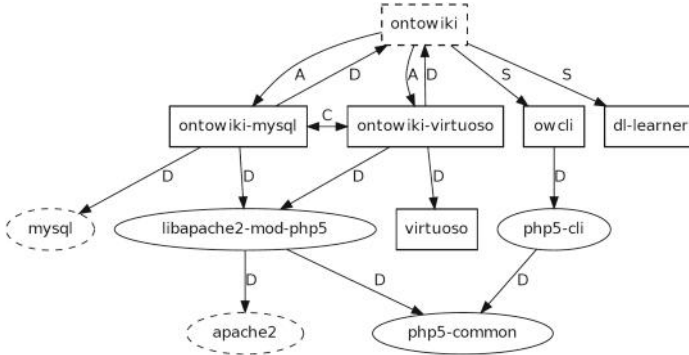 ontowiki
A D A D S S
C
ontowiki-mysql ontowiki-virtuoso owcli dl-learner
D D D D D
mysql libapache2-mod-php5 virtuoso php5-cli
D D D
apache2 php5-common